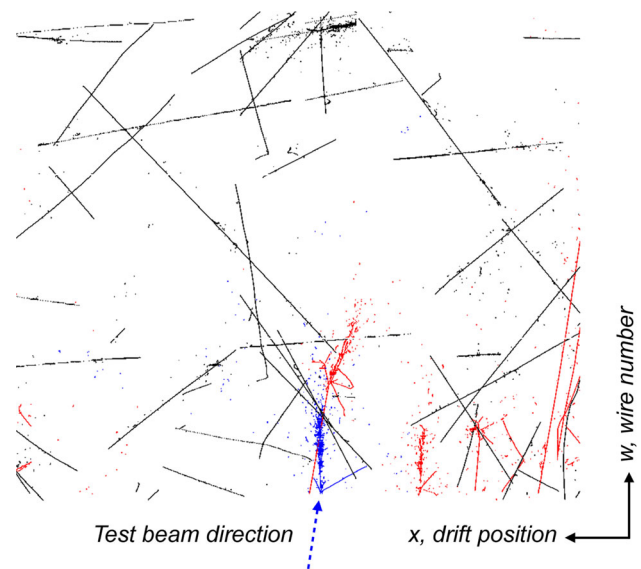 w, wire number
Test beam direction
x, drift position